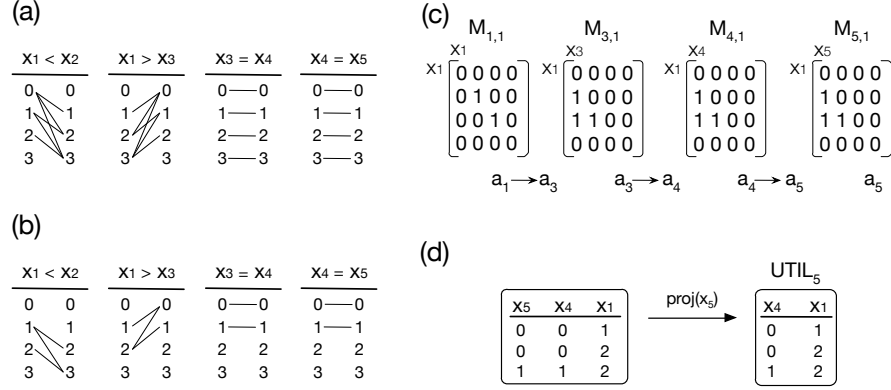 (a)
x1 < x2 x1 > x3 x3 = x4 x4 = x5
0 0 0 0 0 0 0 0
1 1 1 1 1 1 1 1
2 2 2 2 2 2 2 2
3 3 3 3 3 3 3 3
(b)
x1 < x2 x1 > x3 x3 = x4 x4 = x5
0 0 0 0 0 0 0 0
1 1 1 1 1 1 1 1
2 2 2 2 2 2 2 2
3 3 3 3 3 3 3 3
(c)
M1,1 M3,1 M4,1 M5,1
x1 x3 x4 x5
x1 0 0 0 0 x1 0 0 0 0 x1 0 0 0 0 x1 0 0 0 0
0 1 0 0 1 0 0 0 1 0 0 0 1 0 0 0
0 0 1 0 1 1 0 0 1 1 0 0 1 1 0 0
0 0 0 0 0 0 0 0 0 0 0 0 0 0 0 0
a1 → a3 a3 → a4 a4 → a5 a5
(d)
UTIL5
x5 x4 x1 proj(x5) x4 x1
0 0 1 0 1
0 0 2 0 2
1 1 2 1 2